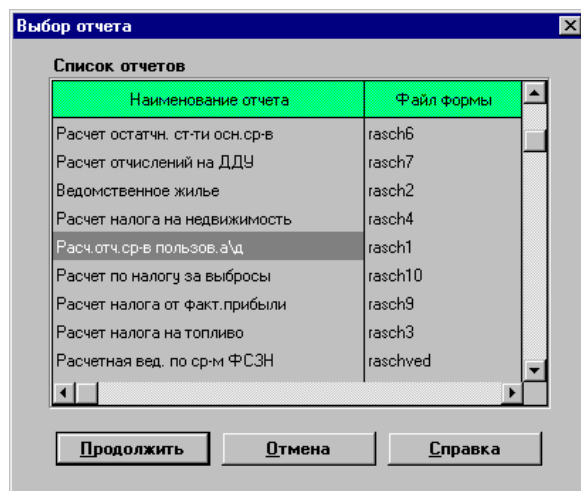 Выбор отчета
Список отчетов
Наименование отчета Файл формы
Расчет остатчн. ст-ти осн.ср-в rasch6
Расчет отчислений на ДДУ rasch7
Ведомственное жилье rasch2
Расчет налога на недвижимость rasch4
Расч.отч.ср-в пользов.а\д rasch1
Расчет по налогу за выбросы rasch10
Расчет налога от факт.прибыли rasch9
Расчет налога на топливо rasch3
Расчетная вед. по ср-м ФСЗН raschved
Продолжить Отмена Справка